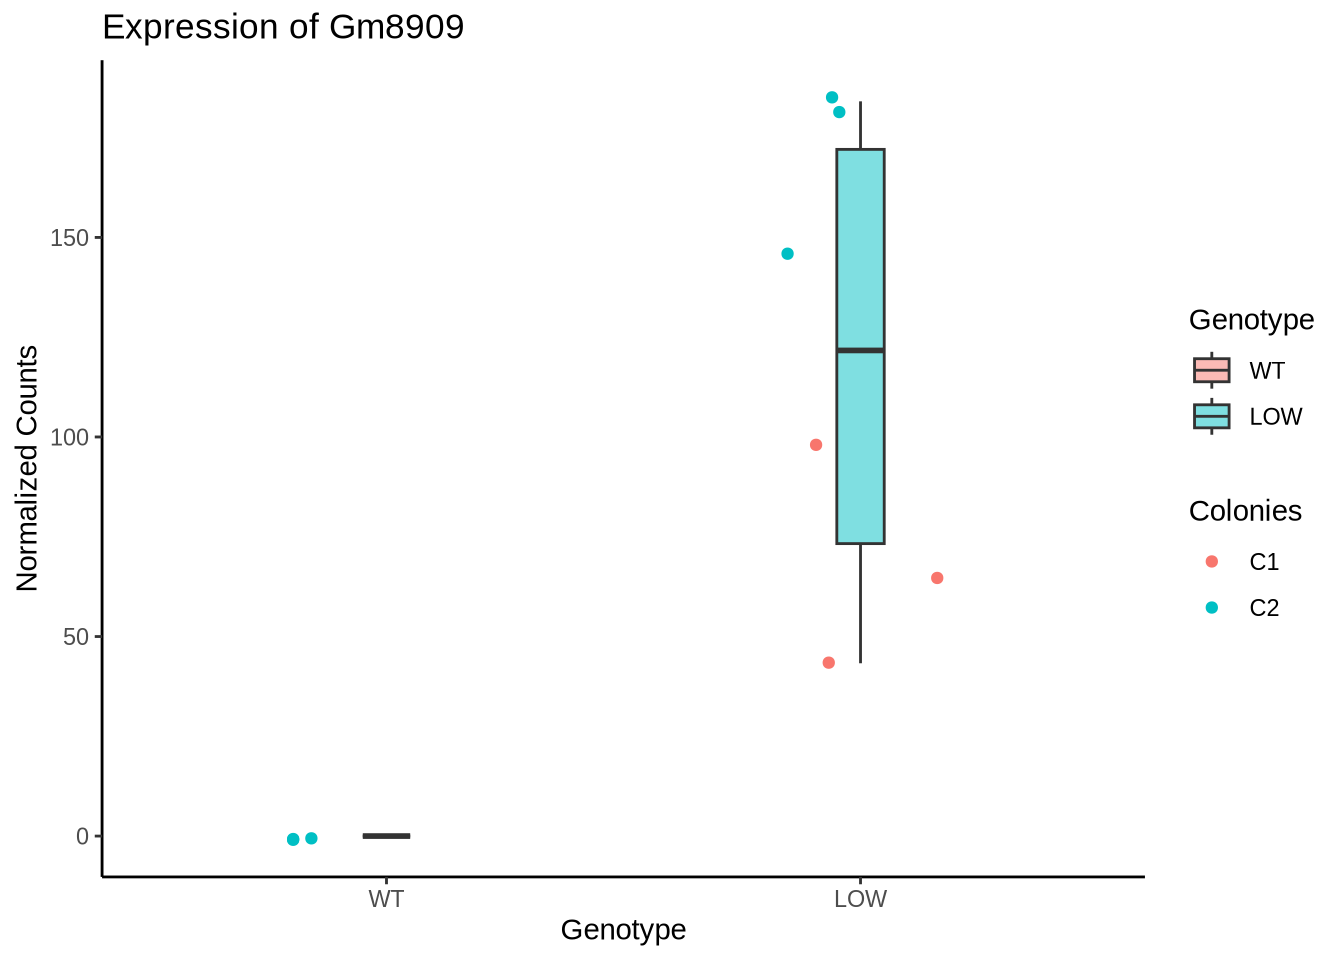 Expression of Gm8909
Normalized Counts
150
100
50
0
WT
LOW
Genotype
Genotype
WT
LOW
Colonies
C1
C2